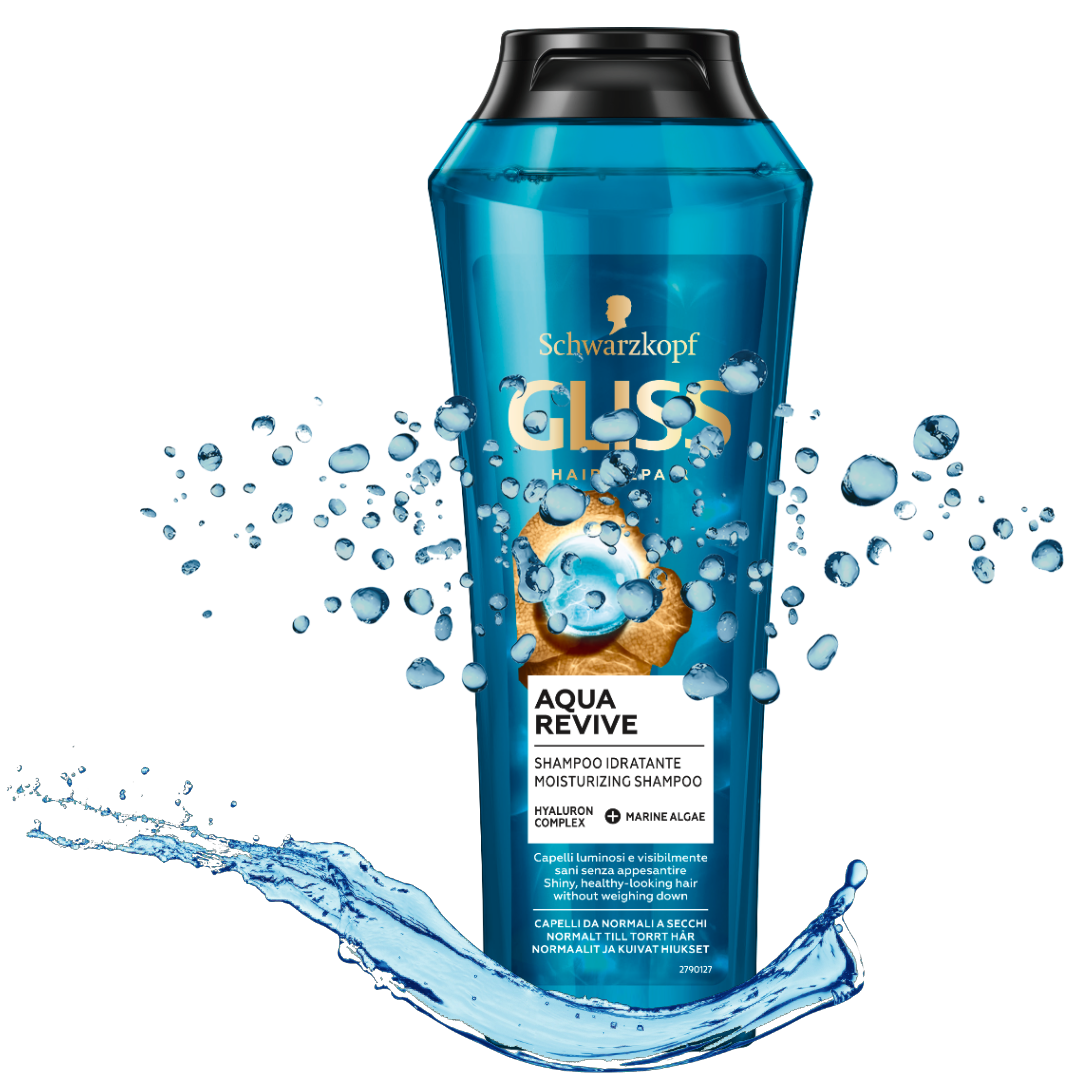 Schwarzkopf
GLISS
HAIR REPAIR
AQUA
REVIVE
SHAMPOO IDRATANTE
MOISTURIZING SHAMPOO
HYALURON
COMPLEX + MARINE ALGAE
Capelli luminosi e visibilmente
sani senza appesantire
Shiny, healthy-looking hair
without weighing down
CAPELLI DA NORMALI A SECCHI
NORMALT TILL TORRT HÅR
NORMAALIT JA KUIVAT HIUKSET
2790127